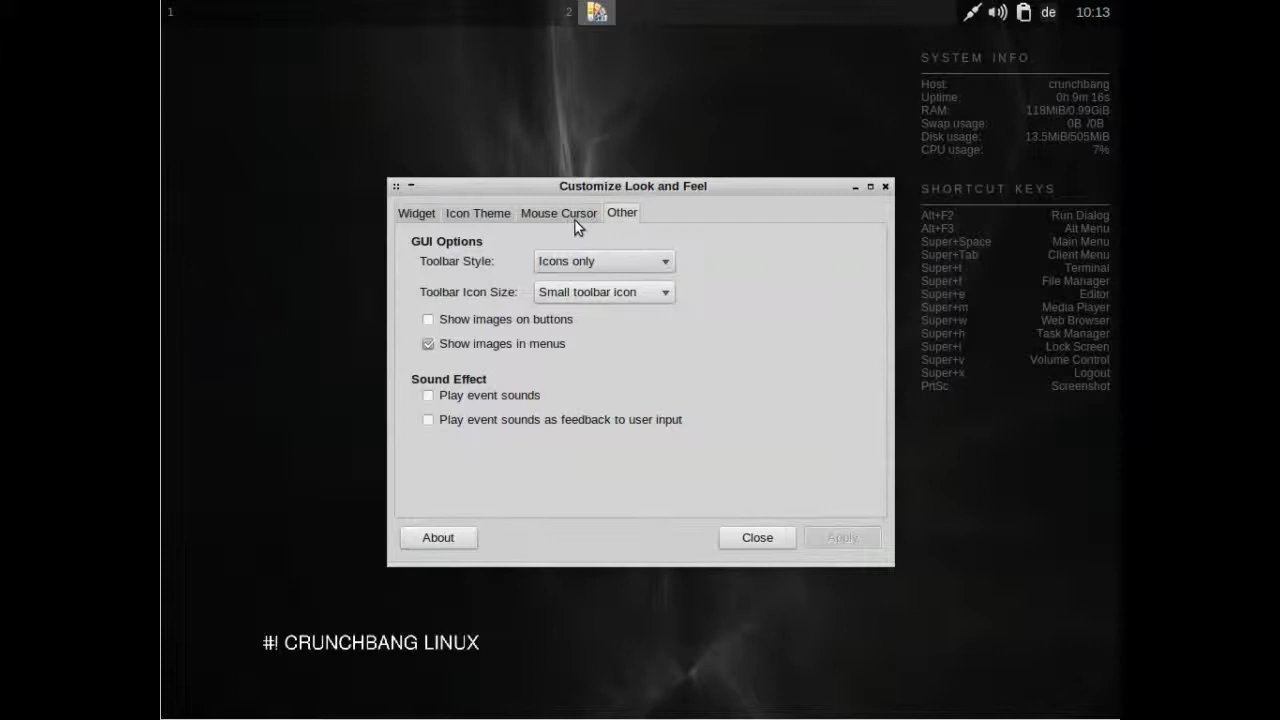 1
2
de
10:13
SYSTEM INFO
Host: crunchbang
Uptime: 0h 9m 16s
RAM: 118MiB/0.99GiB
Swap usage: 0B /0B
Disk usage: 13.5MiB/505MiB
CPU usage: 7%
SHORTCUT KEYS
Alt+F2 Run Dialog
Alt+F3 Alt Menu
Super+Space Main Menu
Super+Tab Client Menu
Super+t Terminal
Super+f File Manager
Super+e Editor
Super+m Media Player
Super+w Web Browser
Super+h Task Manager
Super+l Lock Screen
Super+v Volume Control
Super+x Logout
PrtSc Screenshot
Customize Look and Feel
Widget Icon Theme Mouse Cursor Other
GUI Options
Toolbar Style: Icons only
Toolbar Icon Size: Small toolbar icon
Show images on buttons
Show images in menus
Sound Effect
Play event sounds
Play event sounds as feedback to user input
About Close Apply
#! CRUNCHBANG LINUX